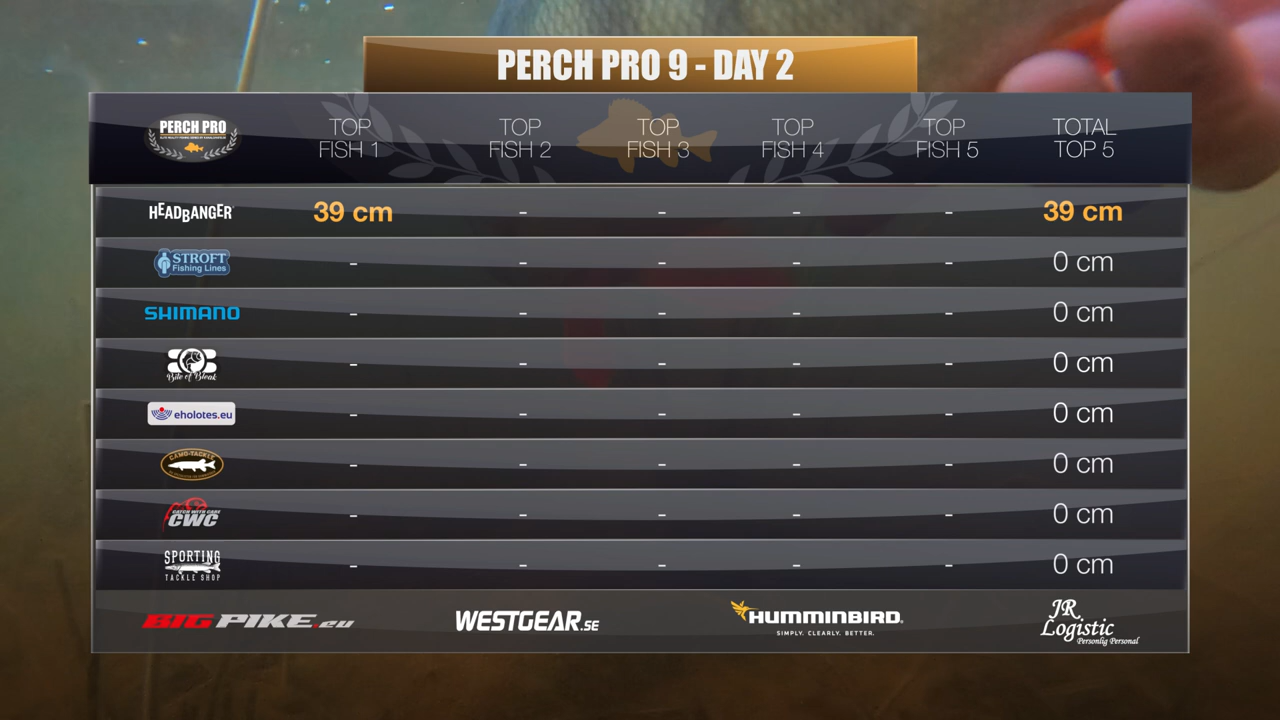 PERCH PRO 9 - DAY 2
PERCH PRO
TOP FISH 1
TOP FISH 2
TOP FISH 3
TOP FISH 4
TOP FISH 5
TOTAL TOP 5
HEADBANGER 39 cm - - - - 39 cm
STROFT Fishing Lines - - - - - 0 cm
SHIMANO - - - - - 0 cm
Bite of Bleak - - - - - 0 cm
eholotes.eu - - - - - 0 cm
CAMO-TACKLE - - - - - 0 cm
CATCH WITH CARE CWC - - - - - 0 cm
SPORTING TACKLE SHOP - - - - - 0 cm
BIG PIKE.eu
WESTGEAR.SE
HUMMINBIRD
SIMPLY. CLEARLY. BETTER.
JR Logistic
Personlig Personal